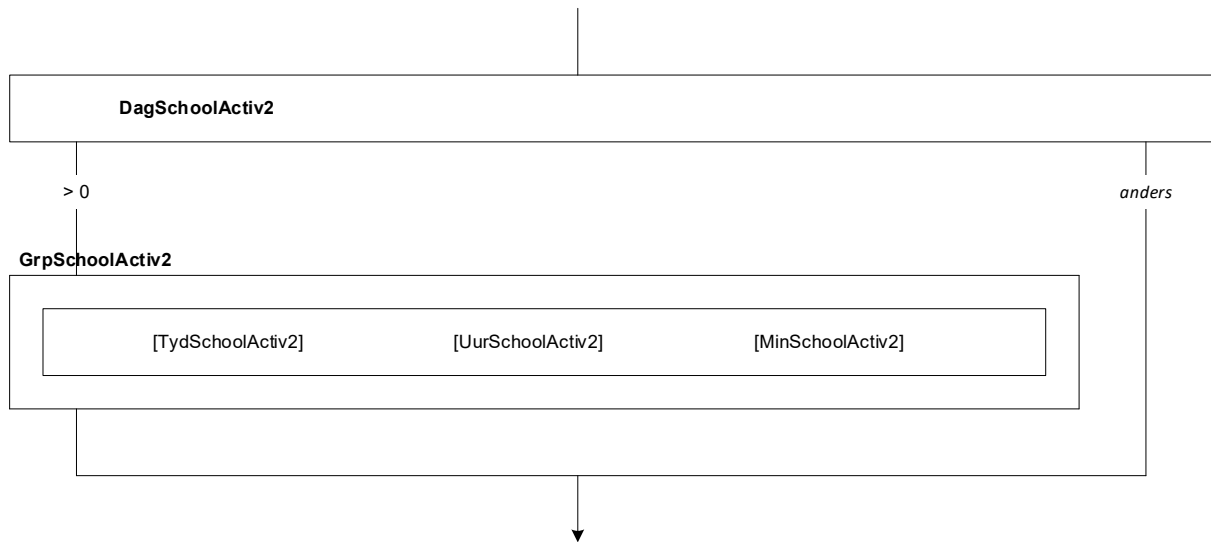 DagSchoolActiv2
> 0
anders
GrpSchoolActiv2
[TydSchoolActiv2] [UurSchoolActiv2] [MinSchoolActiv2]